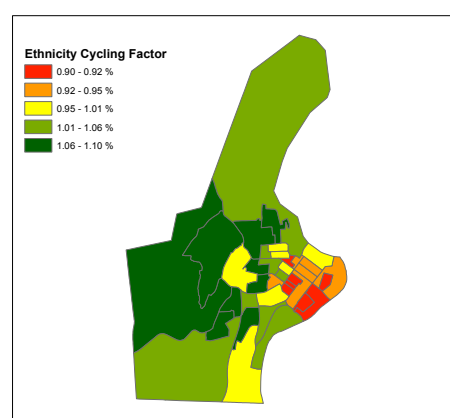 Ethnicity Cycling Factor
0.90 - 0.92 %
0.92 - 0.95 %
0.95 - 1.01 %
1.01 - 1.06 %
1.06 - 1.10 %